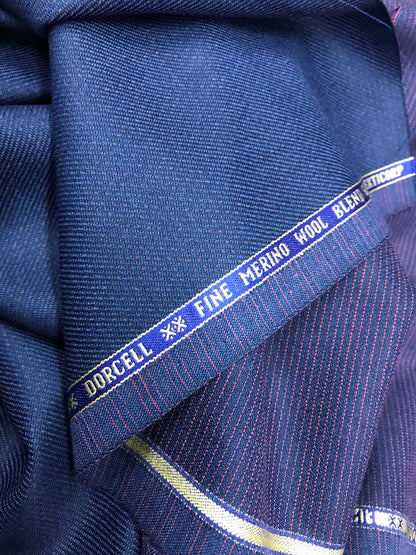 DORCELL ※※ FINE MERINO WOOL BLEND